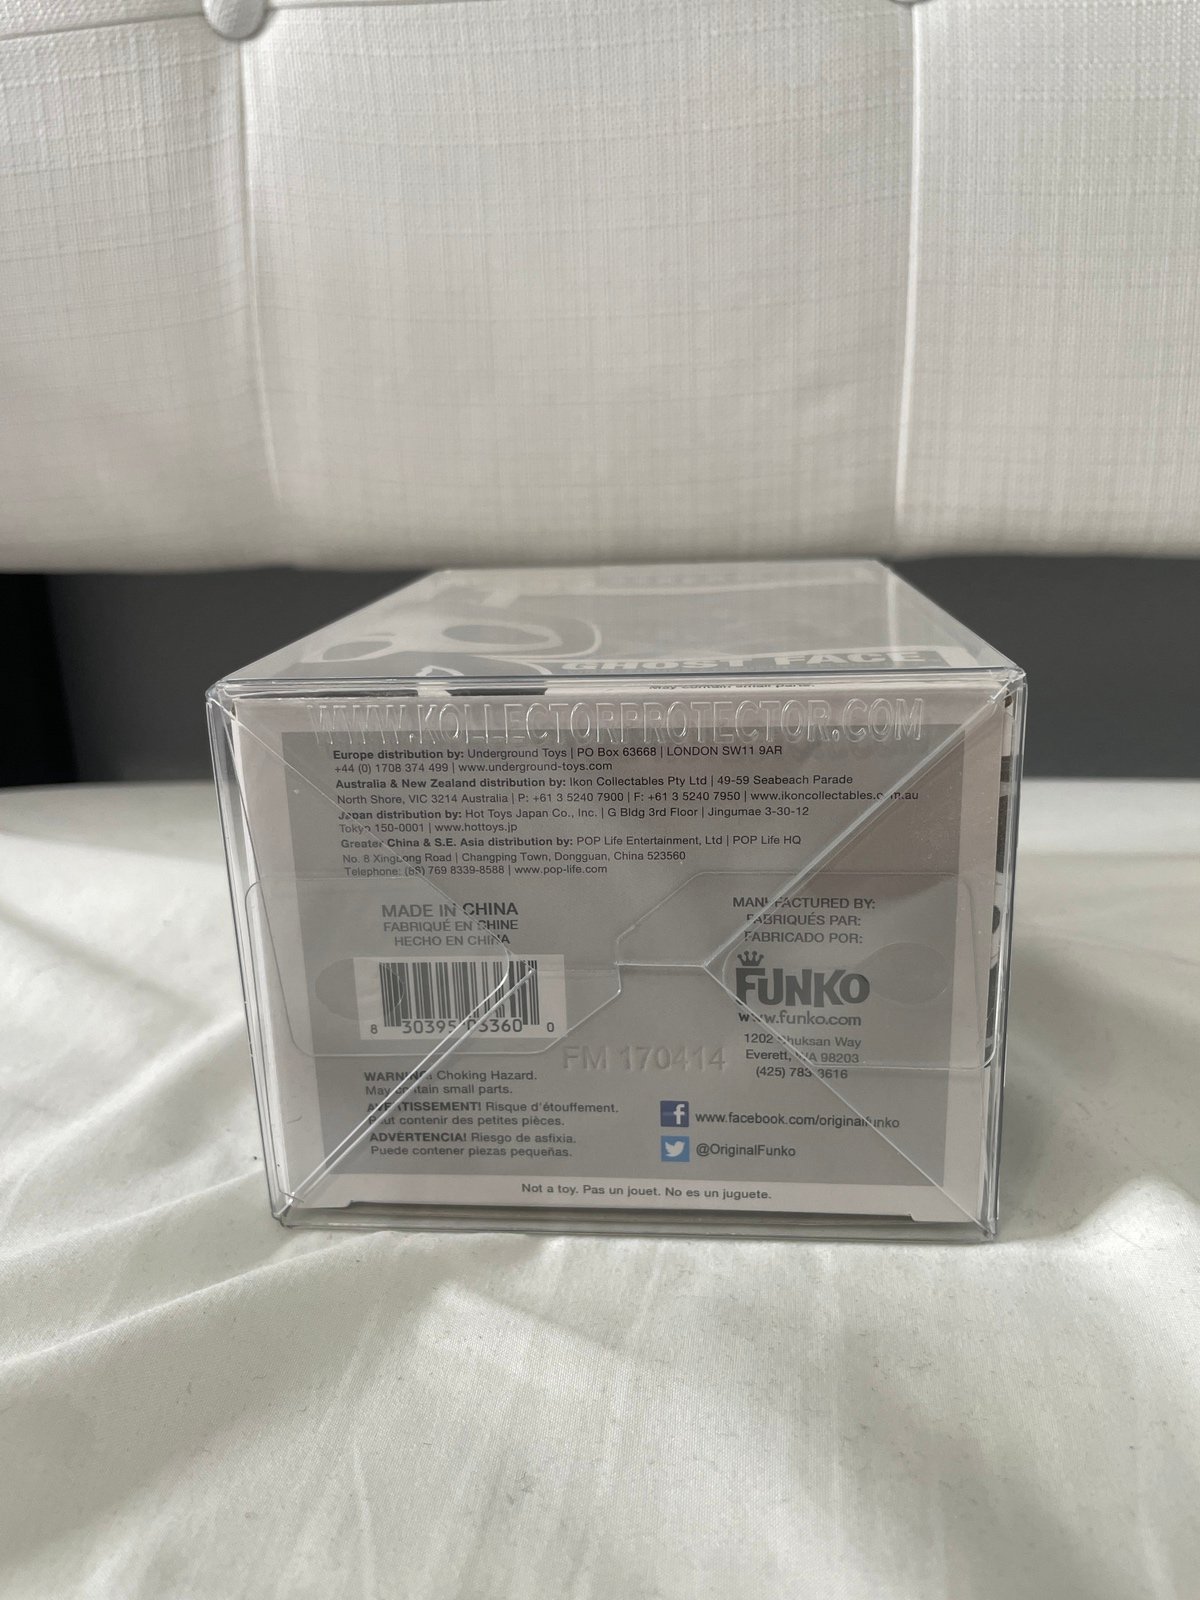 GHOST FACE
May contain small parts.
WWW.KOLLECTORPROTECTOR.COM
Europe distribution by: Underground Toys | PO Box 63668 | LONDON SW11 9AR
+44 (0) 1708 374 499 | www.underground-toys.com
Australia & New Zealand distribution by: Ikon Collectables Pty Ltd | 49-59 Seabeach Parade
North Shore, VIC 3214 Australia | P: +61 3 5240 7900 | F: +61 3 5240 7950 | www.ikoncollectables.com.au
Japan distribution by: Hot Toys Japan Co., Inc. | G Bldg 3rd Floor | Jingumae 3-30-12
Tokyo 150-0001 | www.hottoys.jp
Greater China & S.E. Asia distribution by: POP Life Entertainment, Ltd | POP Life HQ
No. 8 Xingliong Road | Changping Town, Dongguan, China 523560
Telephone: (86) 769 8339-8588 | www.pop-life.com
MADE IN CHINA
FABRIQUÉ EN CHINE
HECHO EN CHINA
8 30395 03360 0
MANUFACTURED BY:
FABRIQUÉS PAR:
FABRICADO POR:
FUNKO
www.funko.com
1202 Shuksan Way
Everett, WA 98203
(425) 783-3616
FM 170414
WARNING: Choking Hazard.
May contain small parts.
AVERTISSEMENT! Risque d'étouffement.
Peut contenir des petites pièces.
ADVERTENCIA! Riesgo de asfixia.
Puede contener piezas pequeñas.
f www.facebook.com/originalfunko
@OriginalFunko
Not a toy. Pas un jouet. No es un juguete.